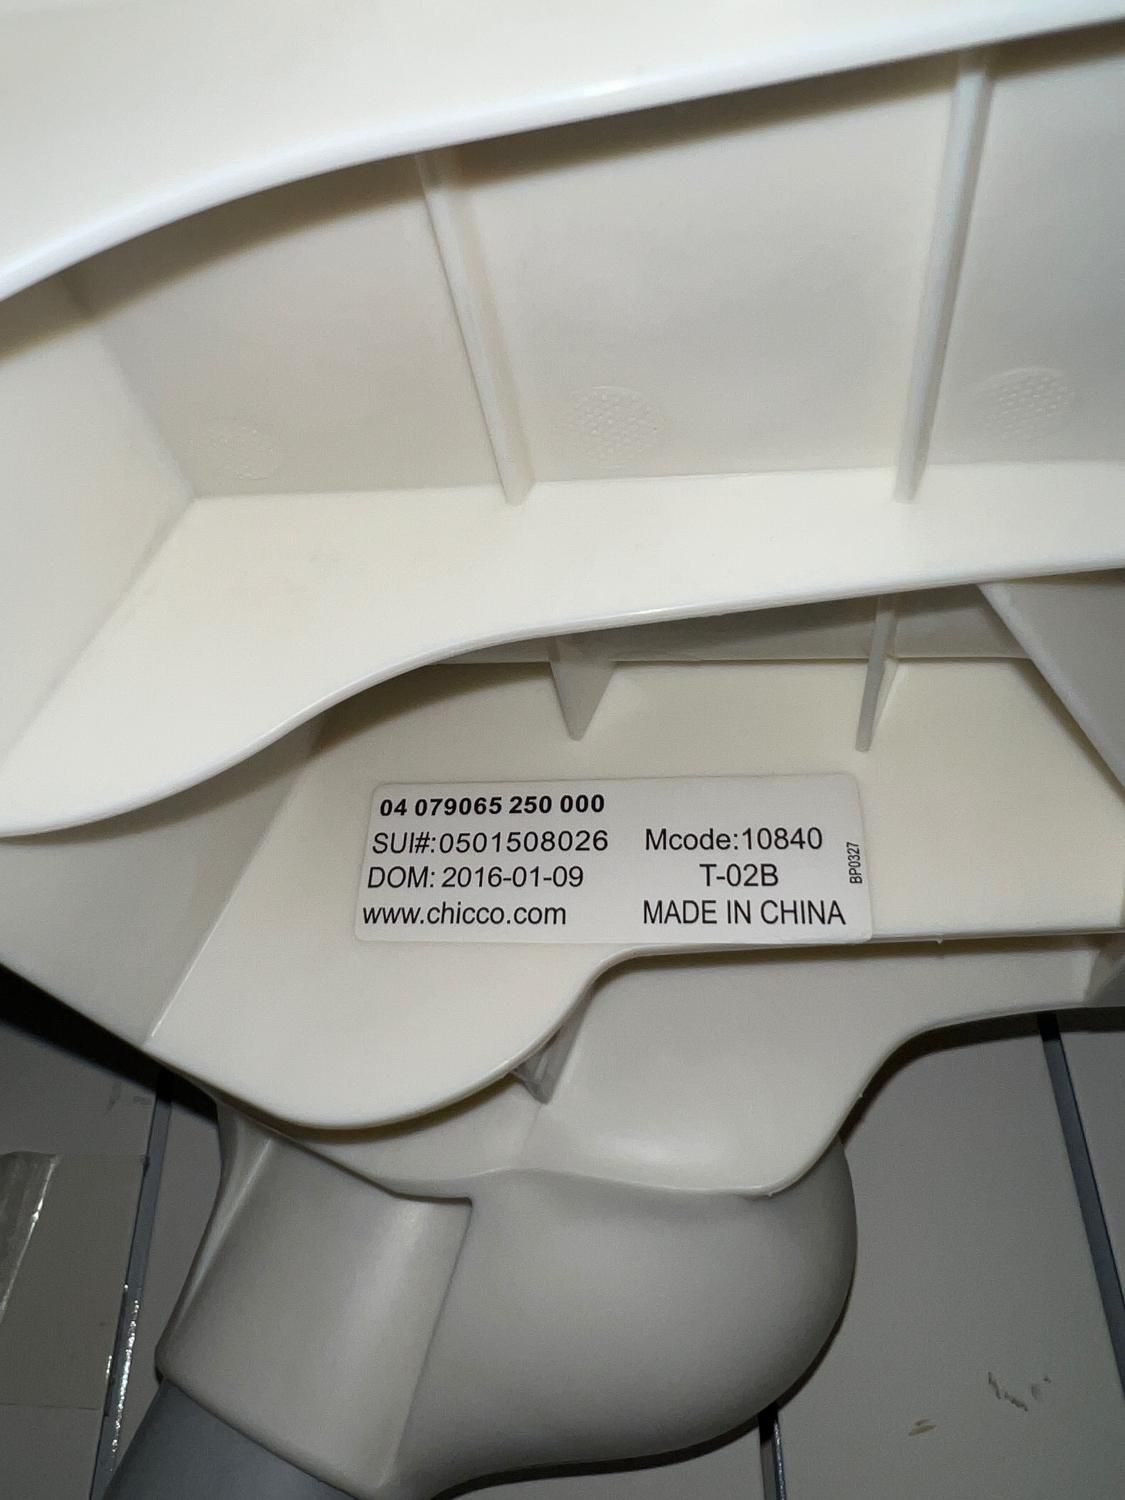 04 079065 250 000
SUI#:0501508026 Mcode:10840
DOM: 2016-01-09 T-02B
www.chicco.com MADE IN CHINA
BP0327